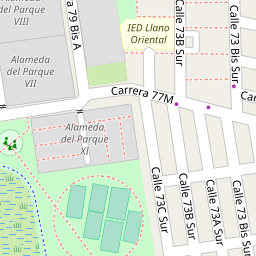 Alameda
del Parque
VIII
a 79 Bis A
IED Llano
Oriental
Calle 73B Sur
Calle 73 Bis Sur
Alameda
del Parque
VII
Carrera 77M
Ca
Alameda
del Parque
XI
Calle 73C Sur
Calle 73B Sur
Calle 73A Sur
Calle 73 Bis Sur